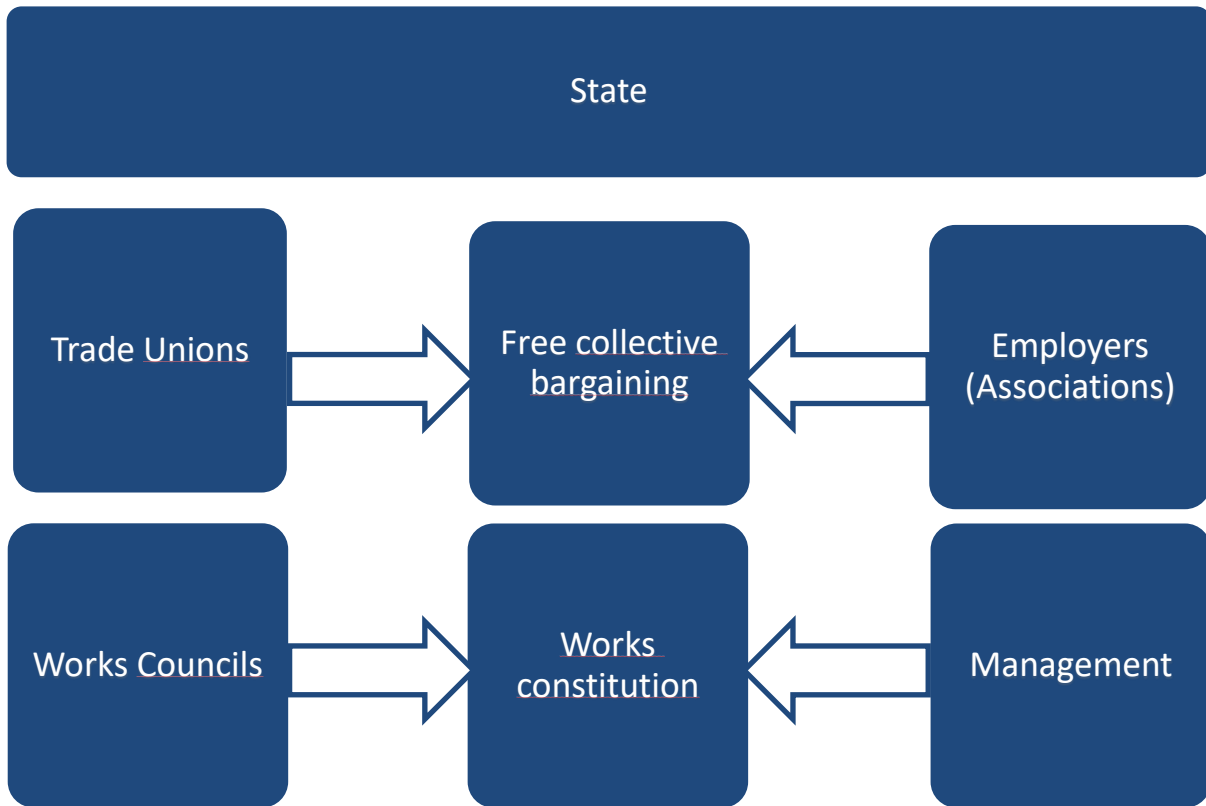 State
Trade Unions
Free collective
bargaining
Employers
(Associations)
Works Councils
Works
constitution
Management